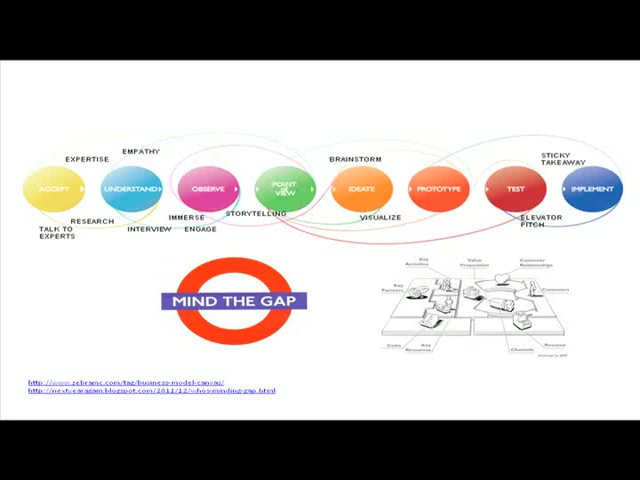 EMPATHY
EXPERTISE
BRAINSTORM
STICKY
TAKEAWAY
ACCEPT
UNDERSTAND
OBSERVE
POINT
OF
VIEW
IDEATE
PROTOTYPE
TEST
IMPLEMENT
STORYTELLING
IMMERSE
VISUALIZE
ELEVATOR
PITCH
RESEARCH
TALK TO
EXPERTS
INTERVIEW
ENGAGE
MIND THE GAP
Key
Activities
Value
Proposition
Customer
Relationships
Key
Partners
Customers
Costs
Key
Resources
Channels
Revenue